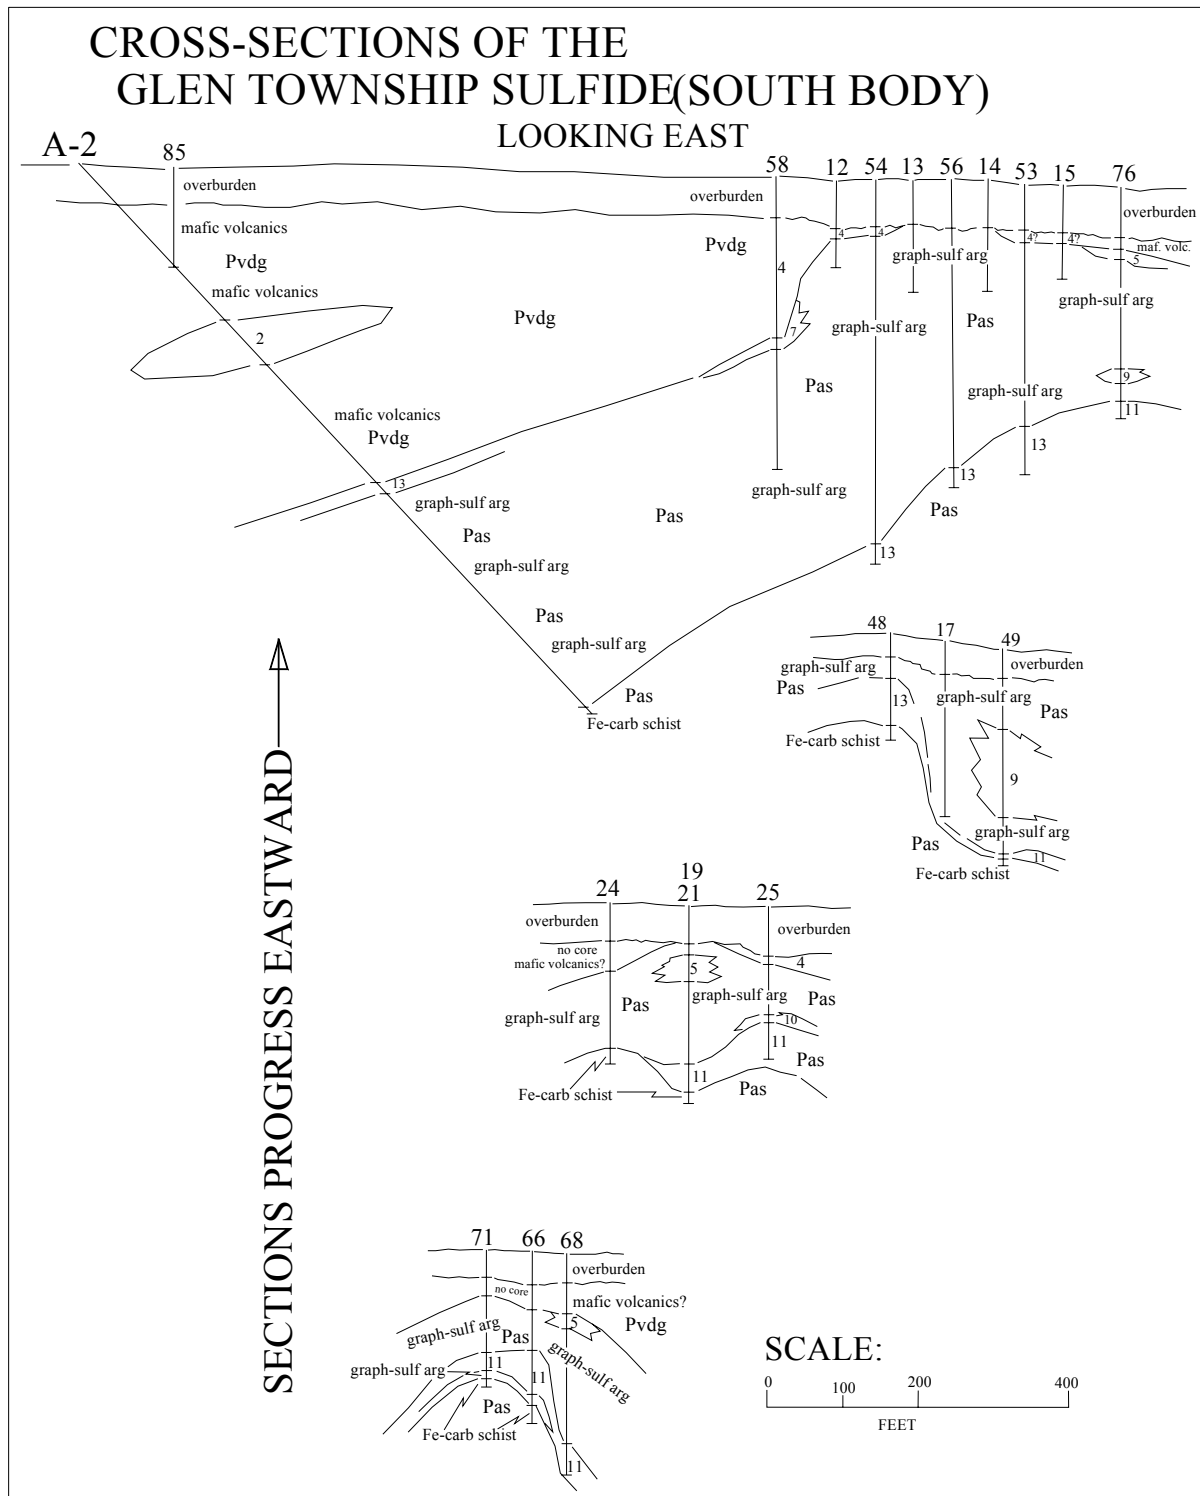 CROSS-SECTIONS OF THE
GLEN TOWNSHIP SULFIDE(SOUTH BODY)
LOOKING EAST
A-2
85
58
12
54
13
56
14
53
15
76
overburden
overburden
overburden
mafic volcanics
Pvdg
Pvdg
4
4
4?
4?
maf. volc.
5
graph-sulf arg
mafic volcanics
4
graph-sulf arg
2
Pvdg
7
graph-sulf arg
Pas
Pas
9
graph-sulf arg
11
mafic volcanics
Pvdg
13
13
13
graph-sulf arg
graph-sulf arg
Pas
Pas
Pas
13
graph-sulf arg
Pas
graph-sulf arg
Pas
Fe-carb schist
48
17
49
overburden
graph-sulf arg
Pas
13
graph-sulf arg
Pas
Fe-carb schist
9
graph-sulf arg
Pas
11
Fe-carb schist
SECTIONS PROGRESS EASTWARD
19
24
21
25
overburden
overburden
no core
mafic volcanics?
5
4
graph-sulf arg
Pas
Pas
graph-sulf arg
10
11
Pas
11
Pas
Fe-carb schist
71
66
68
overburden
no core
mafic volcanics?
5
Pvdg
graph-sulf arg
Pas
graph-sulf arg
11
graph-sulf arg
11
Pas
Fe-carb schist
11
SCALE:
0
100
200
400
FEET